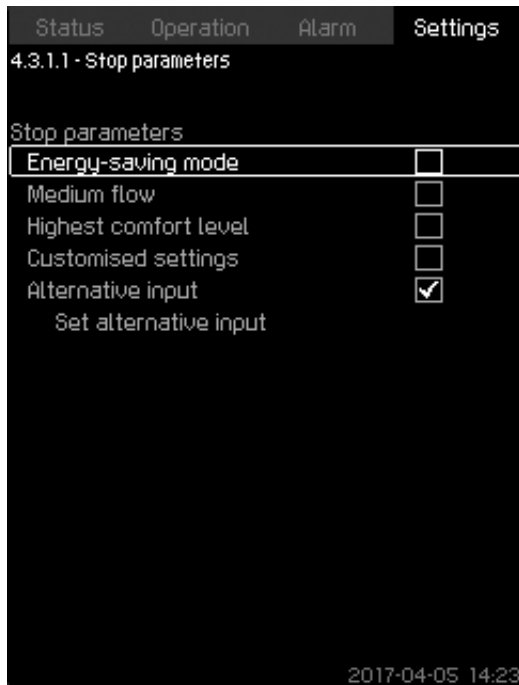 Status Operation Alarm Settings
4.3.1.1 - Stop parameters
Stop parameters
Energy-saving mode
Medium flow
Highest comfort level
Customised settings
Alternative input
Set alternative input
2017-04-05 14:23